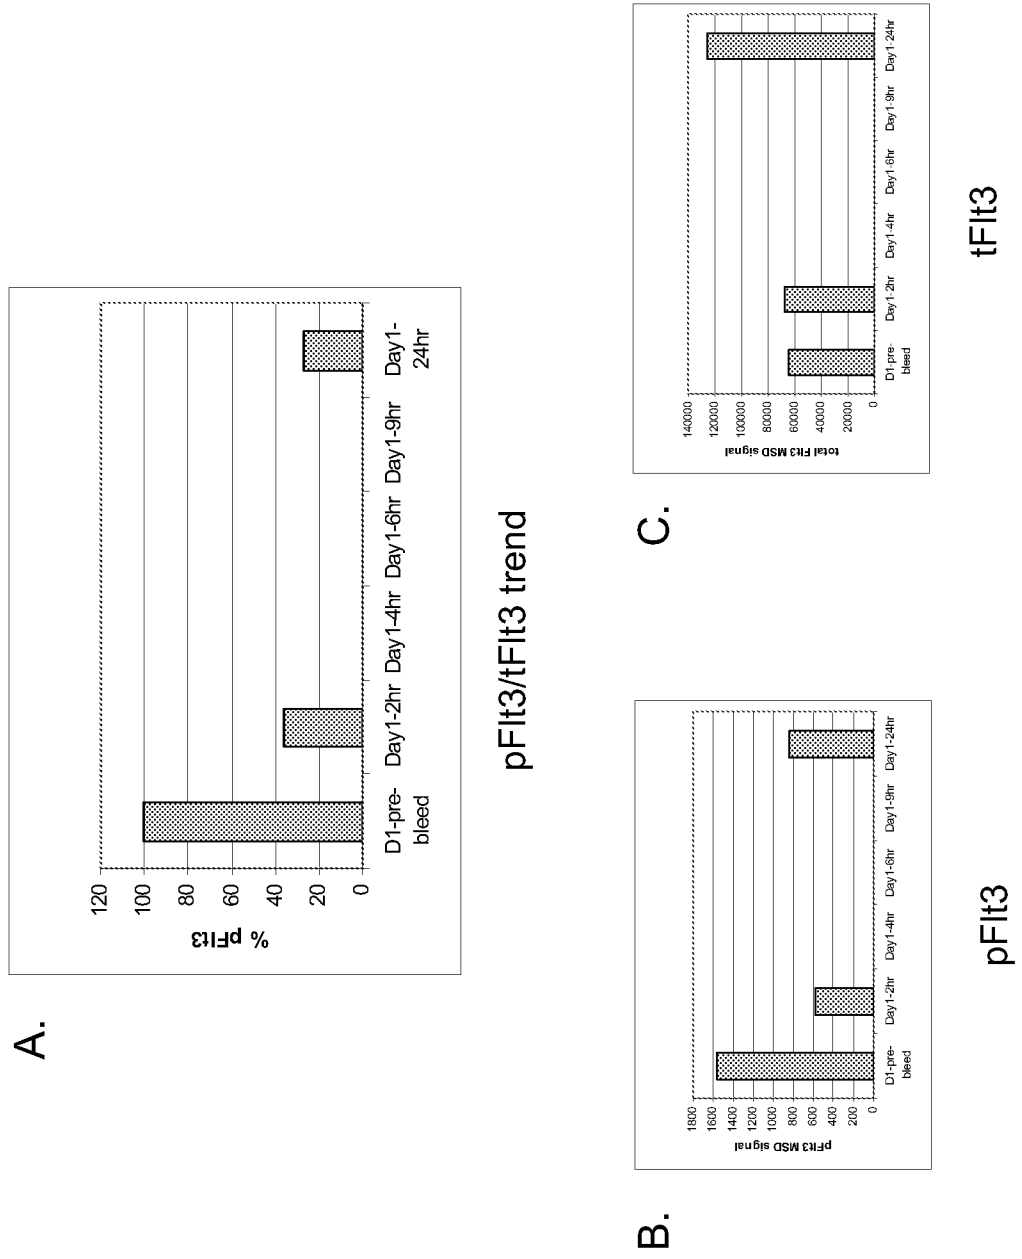 A.
120
100
80
60
40
20
0
% pFlt3
D1-pre-
bleed
Day1-2hr
Day1-4hr
Day1-6hr
Day1-9hr
Day1-
24hr
pFlt3/tFlt3 trend
B.
1800
1600
1400
1200
1000
800
600
400
200
0
pFlt3 MSD signal
D1-pre-
bleed
Day1-2hr
Day1-4hr
Day1-6hr
Day1-9hr
Day1-24hr
pFlt3
C.
140000
120000
100000
80000
60000
40000
20000
0
total Flt3 MSD signal
D1-pre-
bleed
Day1-2hr
Day1-4hr
Day1-6hr
Day1-9hr
Day1-24hr
tFlt3